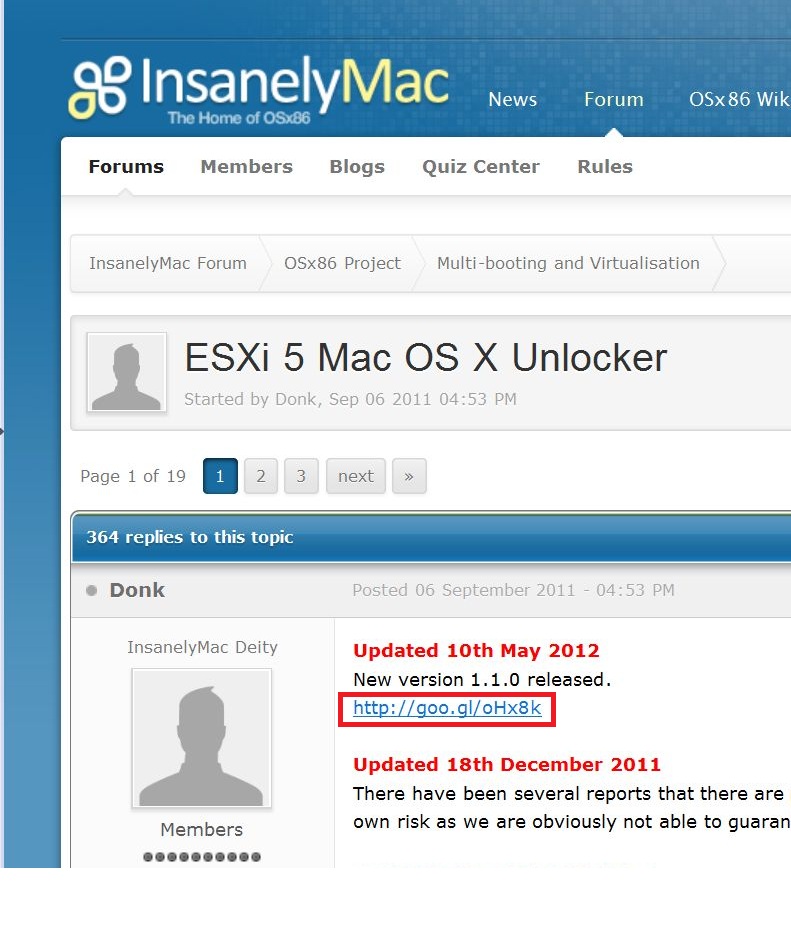 InsanelyMac
The Home of OSx86
News Forum OSx86 Wik
Forums Members Blogs Quiz Center Rules
InsanelyMac Forum OSx86 Project Multi-booting and Virtualisation
ESXi 5 Mac OS X Unlocker
Started by Donk, Sep 06 2011 04:53 PM
Page 1 of 19 1 2 3 next »
364 replies to this topic
Donk Posted 06 September 2011 - 04:53 PM
InsanelyMac Deity
Members
Updated 10th May 2012
New version 1.1.0 released.
http://goo.gl/oHx8k
Updated 18th December 2011
There have been several reports that there are
own risk as we are obviously not able to guaran